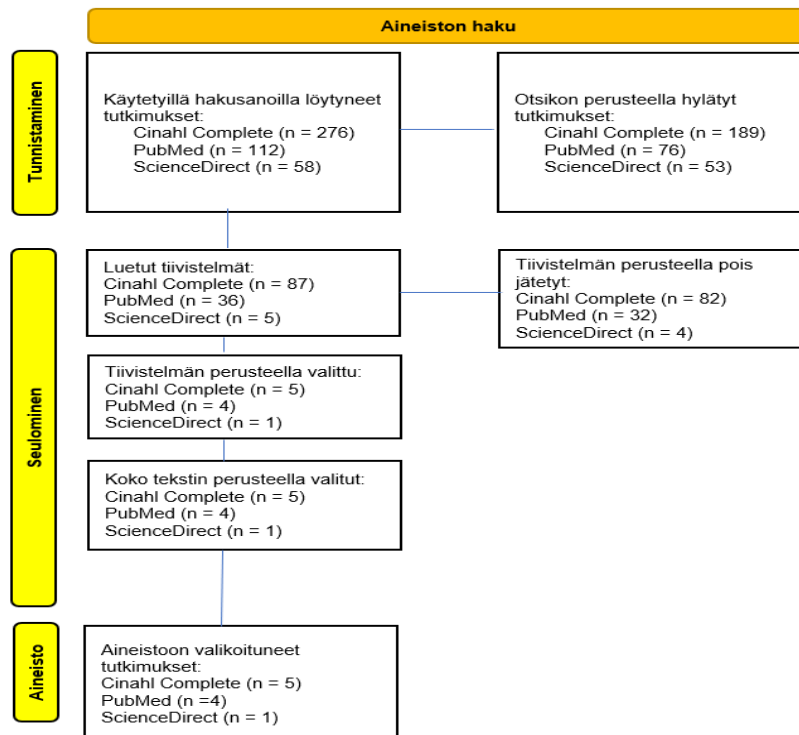 Aineiston haku
Tunnistaminen
Käytetyillä hakusanoilla löytyneet
tutkimukset:
Cinahl Complete (n = 276)
PubMed (n = 112)
ScienceDirect (n = 58)
Otsikon perusteella hylätyt
tutkimukset:
Cinahl Complete (n = 189)
PubMed (n = 76)
ScienceDirect (n = 53)
Seulominen
Luetut tiivistelmät:
Cinahl Complete (n = 87)
PubMed (n = 36)
ScienceDirect (n = 5)
Tiivistelmän perusteella pois
jätetyt:
Cinahl Complete (n = 82)
PubMed (n = 32)
ScienceDirect (n = 4)
Tiivistelmän perusteella valittu:
Cinahl Complete (n = 5)
PubMed (n = 4)
ScienceDirect (n = 1)
Koko tekstin perusteella valitut:
Cinahl Complete (n = 5)
PubMed (n = 4)
ScienceDirect (n = 1)
Aineisto
Aineistoon valikoituneet
tutkimukset:
Cinahl Complete (n = 5)
PubMed (n =4)
ScienceDirect (n = 1)